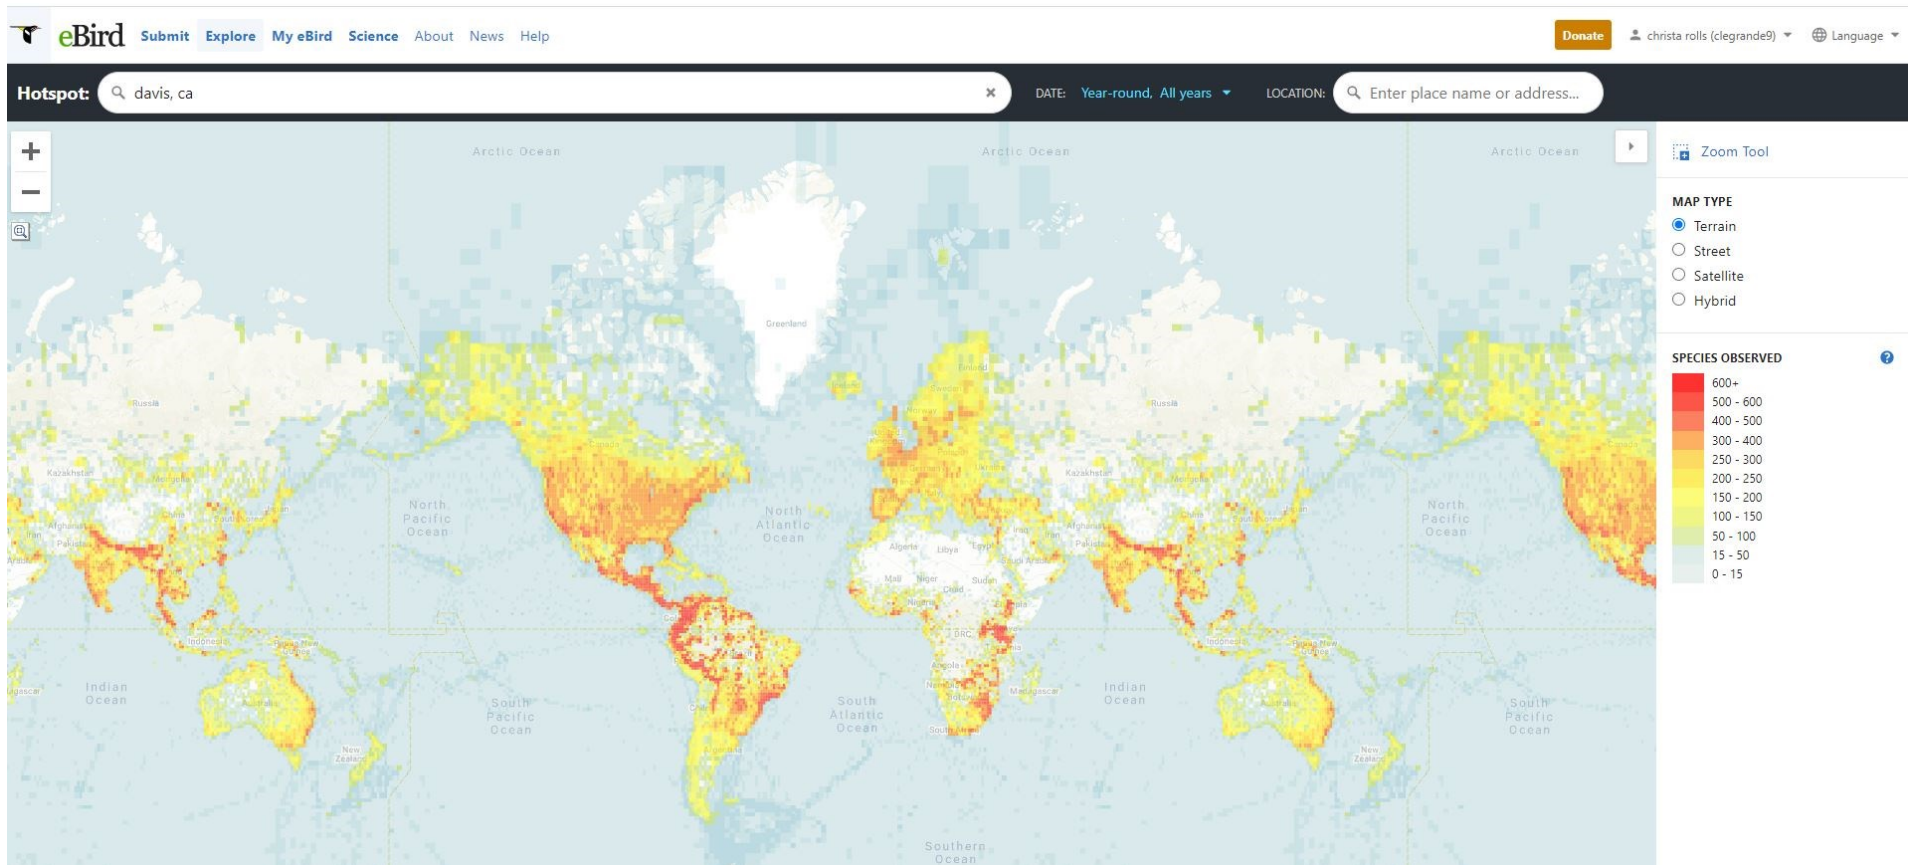 eBird Submit Explore My eBird Science About News Help Donate christa rolls (clegrande9) Language
Hotspot: davis, ca DATE: Year-round, All years LOCATION: Enter place name or address...
Zoom Tool
MAP TYPE
Terrain
Street
Satellite
Hybrid
SPECIES OBSERVED
600+
500 - 600
400 - 500
300 - 400
250 - 300
200 - 250
150 - 200
100 - 150
50 - 100
15 - 50
0 - 15
Arctic Ocean
Arctic Ocean
Arctic Ocean
Greenland
Finland
Russia
Russia
Canada
Kazakhstan
Kazakhstan
North
Pacific
Ocean
North
Atlantic
Ocean
North
Pacific
Ocean
Algeria
Libya
Egypt
Mali
Niger
Chad
Sudan
DRC
Angola
Indonesia
Indonesia
Madagascar
Indian
Ocean
South
Pacific
Ocean
South
Atlantic
Ocean
Indian
Ocean
South
Pacific
Ocean
New
Zealand
New
Zealand
Southern
Ocean